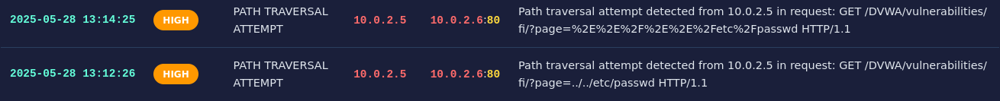 2025-05-28 13:14:25 HIGH PATH TRAVERSAL ATTEMPT 10.0.2.5 10.0.2.6:80 Path traversal attempt detected from 10.0.2.5 in request: GET /DVWA/vulnerabilities/
fi/?page=%2E%2E%2F%2E%2E%2Fetc%2Fpasswd HTTP/1.1
2025-05-28 13:12:26 HIGH PATH TRAVERSAL ATTEMPT 10.0.2.5 10.0.2.6:80 Path traversal attempt detected from 10.0.2.5 in request: GET /DVWA/vulnerabilities/
fi/?page=../../etc/passwd HTTP/1.1